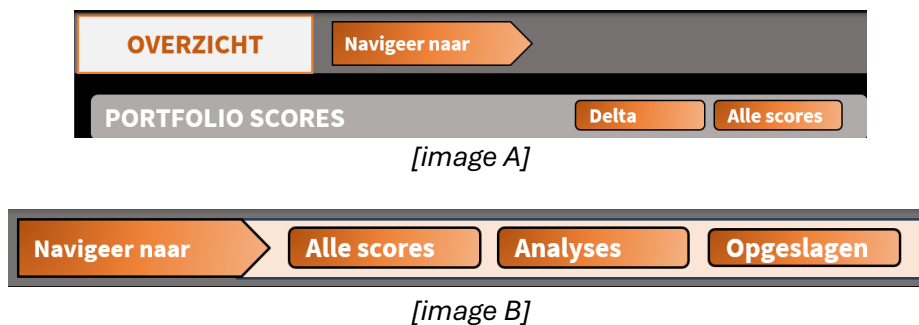 OVERZICHT Navigeer naar
PORTFOLIO SCORES Delta Alle scores
[image A]
Navigeer naar Alle scores Analyses Opgeslagen
[image B]